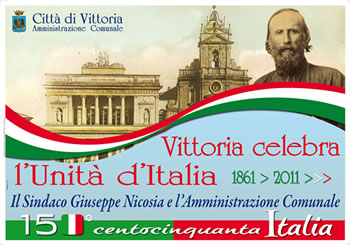 Città di Vittoria
Amministrazione Comunale
Vittoria celebra
l'Unità d'Italia 1861 > 2011 >>>
Il Sindaco Giuseppe Nicosia e l'Amministrazione Comunale
150° centocinquanta Italia